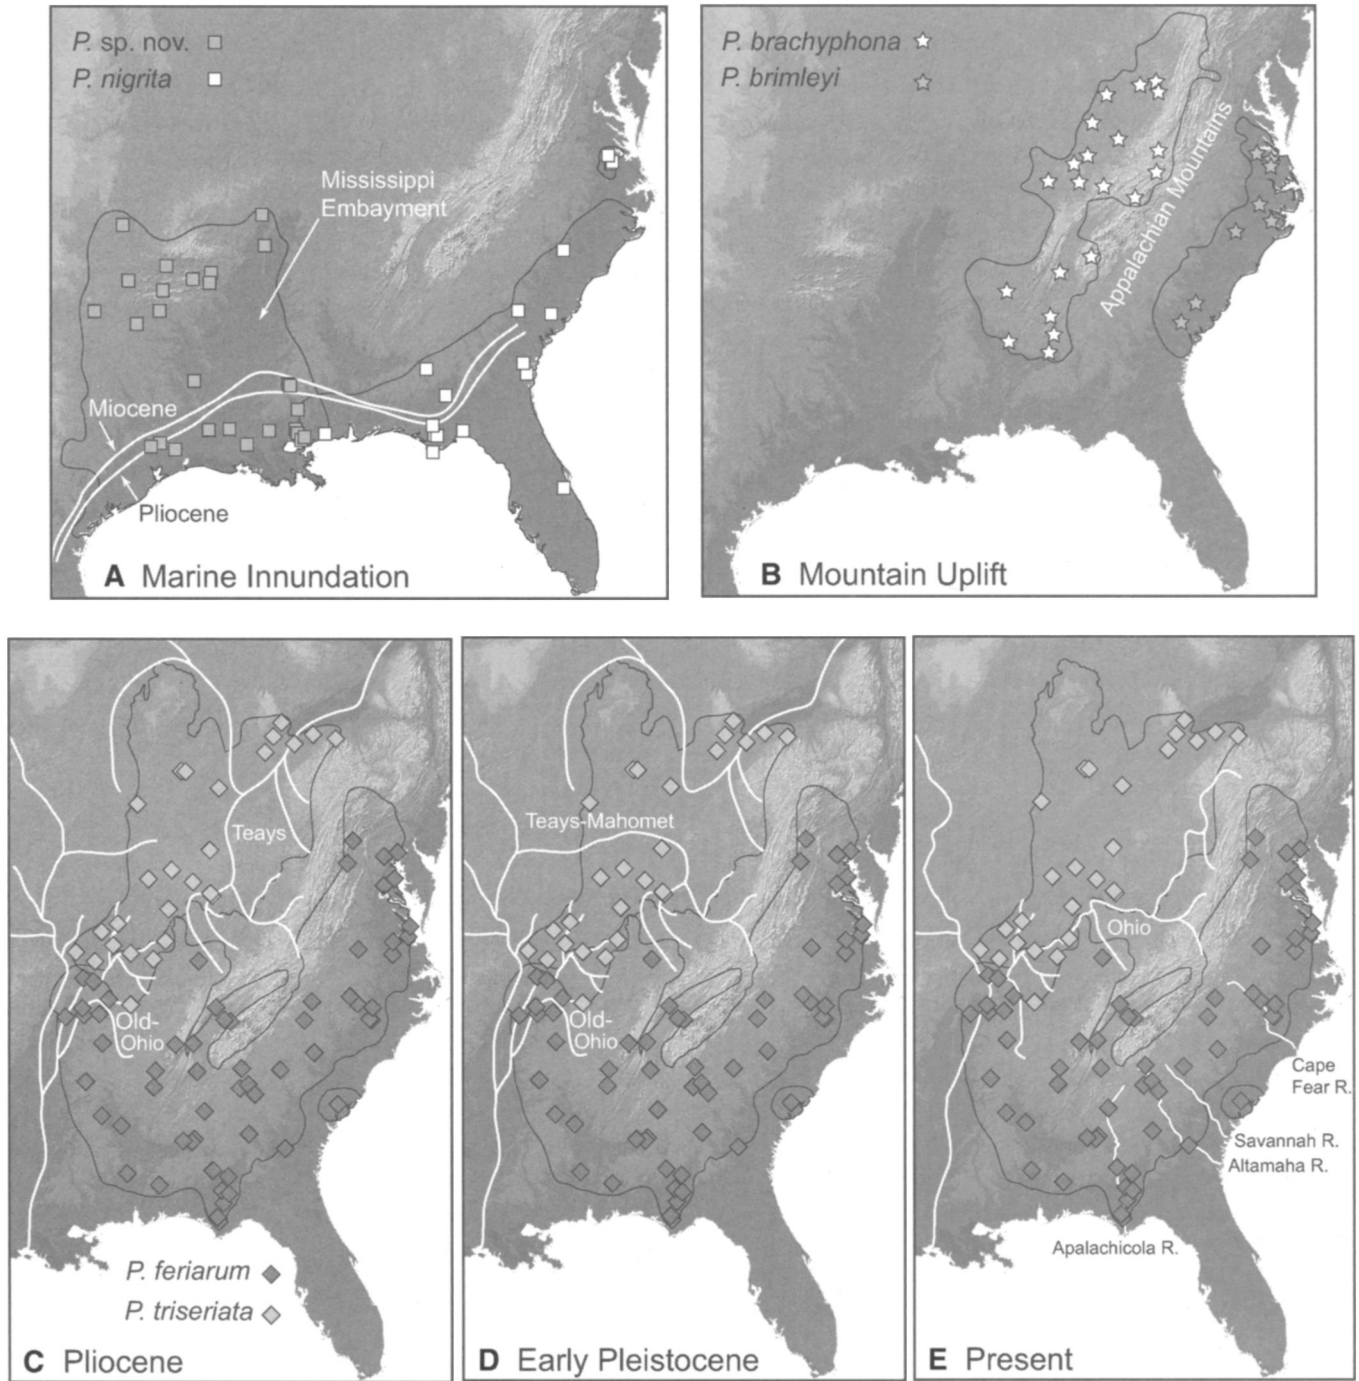 P. sp. nov.
P. nigrita
Mississippi
Embayment
Miocene
Pliocene
A Marine Innundation
P. brachyphona
P. brimleyi
Appalachian Mountains
B Mountain Uplift
Teays
Old-
Ohio
P. feriarum
P. triseriata
C Pliocene
Teays-Mahomet
Old-
Ohio
D Early Pleistocene
Ohio
Cape
Fear R.
Savannah R.
Altamaha R.
Apalachicola R.
E Present